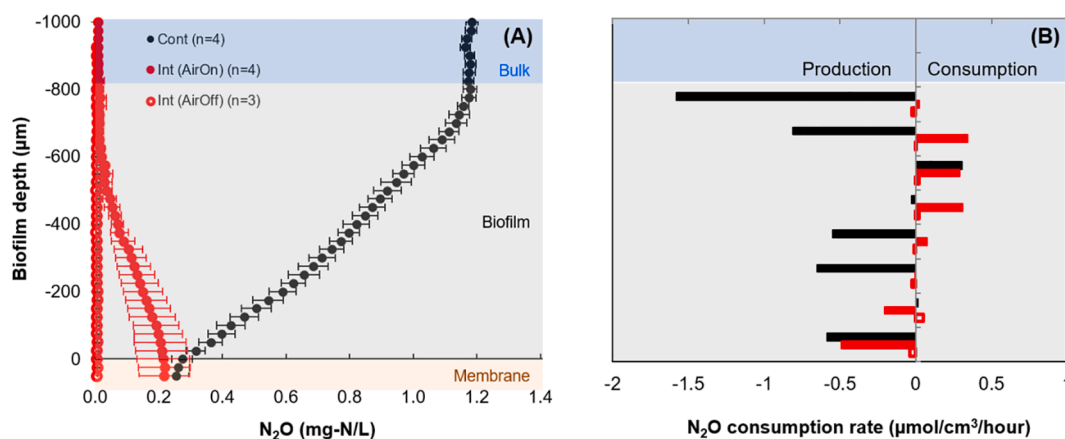 (A)
Cont (n=4)
Int (AirOn) (n=4)
Int (AirOff) (n=3)
Bulk
Biofilm
Membrane
-1000
-800
-600
-400
-200
0
Biofilm depth (µm)
0.0 0.2 0.4 0.6 0.8 1.0 1.2 1.4
N₂O (mg-N/L)
(B)
Production Consumption
-2 -1.5 -1 -0.5 0 0.5 1
N₂O consumption rate (µmol/cm³/hour)